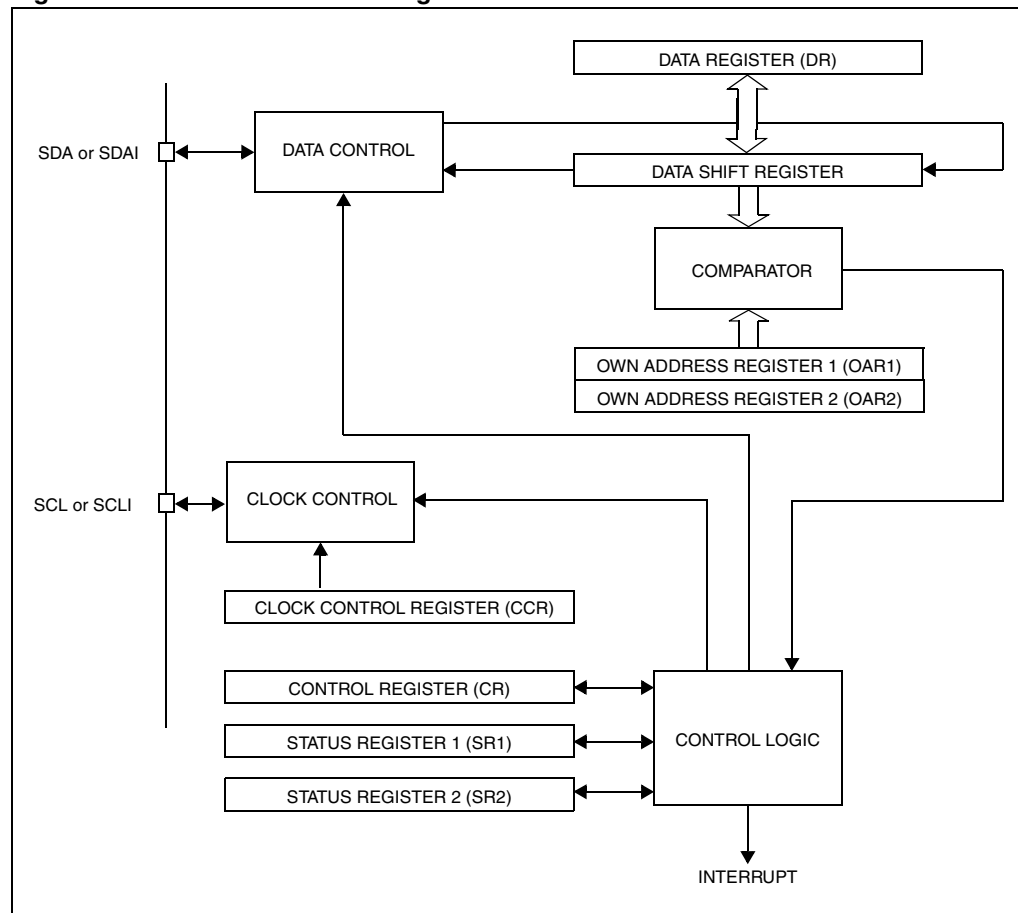 DATA REGISTER (DR)
SDA or SDAI
DATA CONTROL
DATA SHIFT REGISTER
COMPARATOR
OWN ADDRESS REGISTER 1 (OAR1)
OWN ADDRESS REGISTER 2 (OAR2)
SCL or SCLI
CLOCK CONTROL
CLOCK CONTROL REGISTER (CCR)
CONTROL REGISTER (CR)
STATUS REGISTER 1 (SR1)
CONTROL LOGIC
STATUS REGISTER 2 (SR2)
INTERRUPT